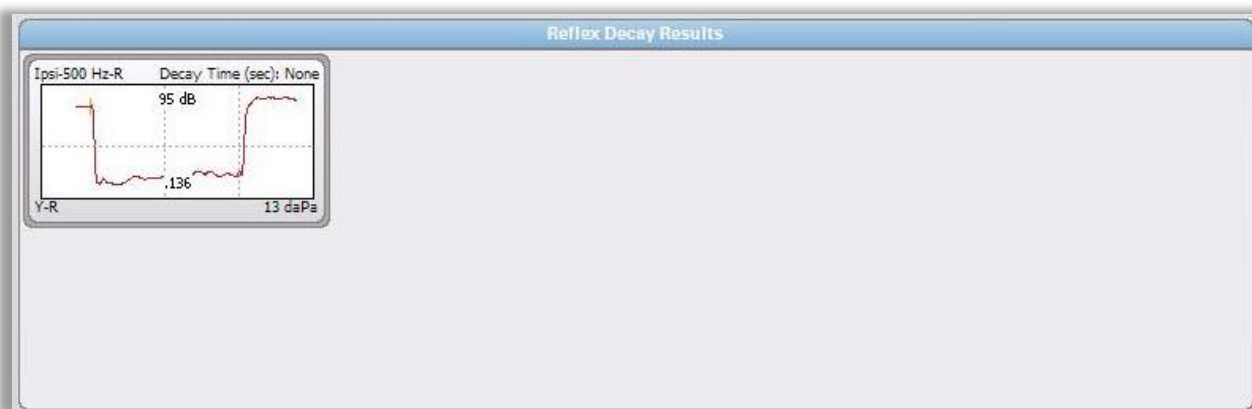 Reflex Decay Results
Ipsi-500 Hz-R Decay Time (sec): None
95 dB
.136
Y-R 13 daPa